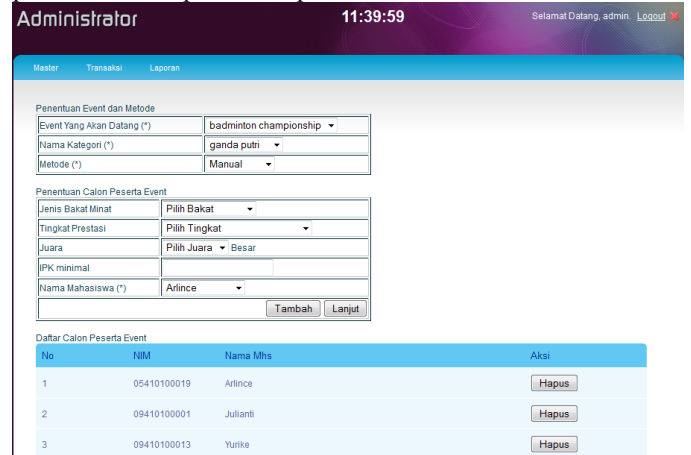 Administrator 11:39:59 Selamat Datang, admin. Logout
Master Transaksi Laporan
Penentuan Event dan Metode
Event Yang Akan Datang (*) badminton championship
Nama Kategori (*) ganda putri
Metode (*) Manual
Penentuan Calon Peserta Event
Jenis Bakat Minat Pilih Bakat
Tingkat Prestasi Pilih Tingkat
Juara Pilih Juara Besar
IPK minimal
Nama Mahasiswa (*) Arlince
Tambah Lanjut
Daftar Calon Peserta Event
No NIM Nama Mhs Aksi
1 05410100019 Arlince Hapus
2 09410100001 Julianti Hapus
3 09410100013 Yurike Hapus